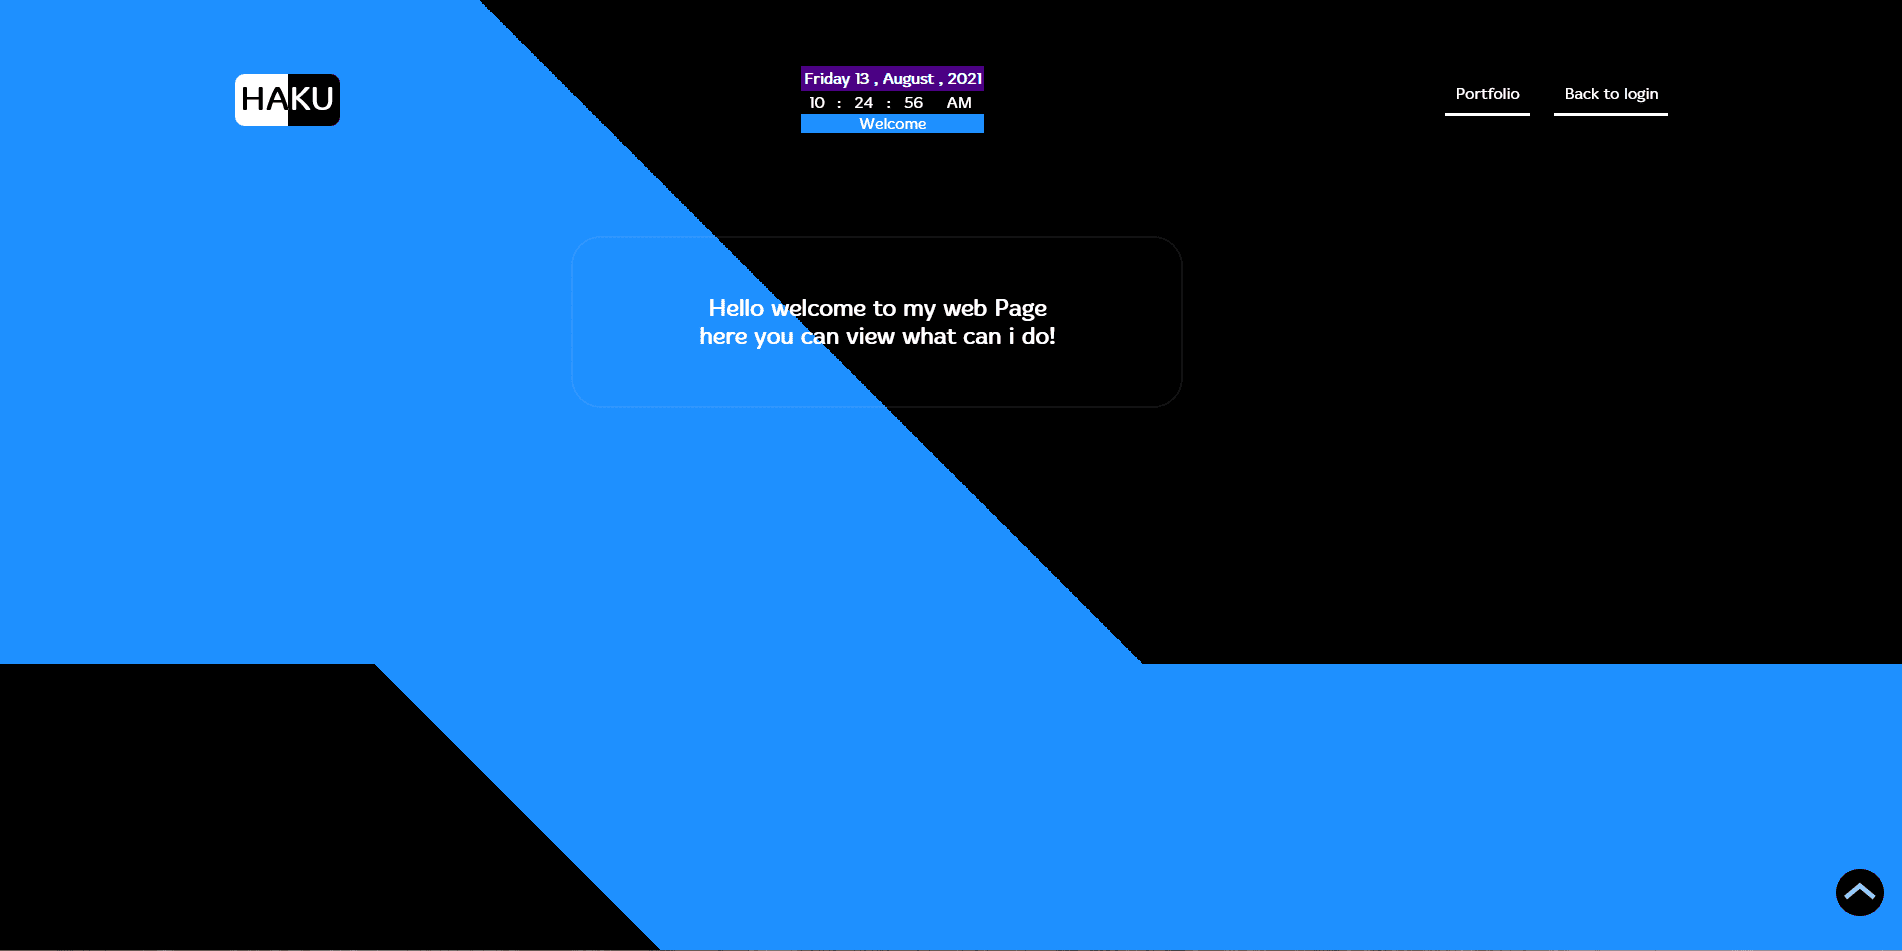 HAKU
Friday 13 , August , 2021
10 : 24 : 56 AM
Welcome
Portfolio
Back to login
Hello welcome to my web Page
here you can view what can i do!